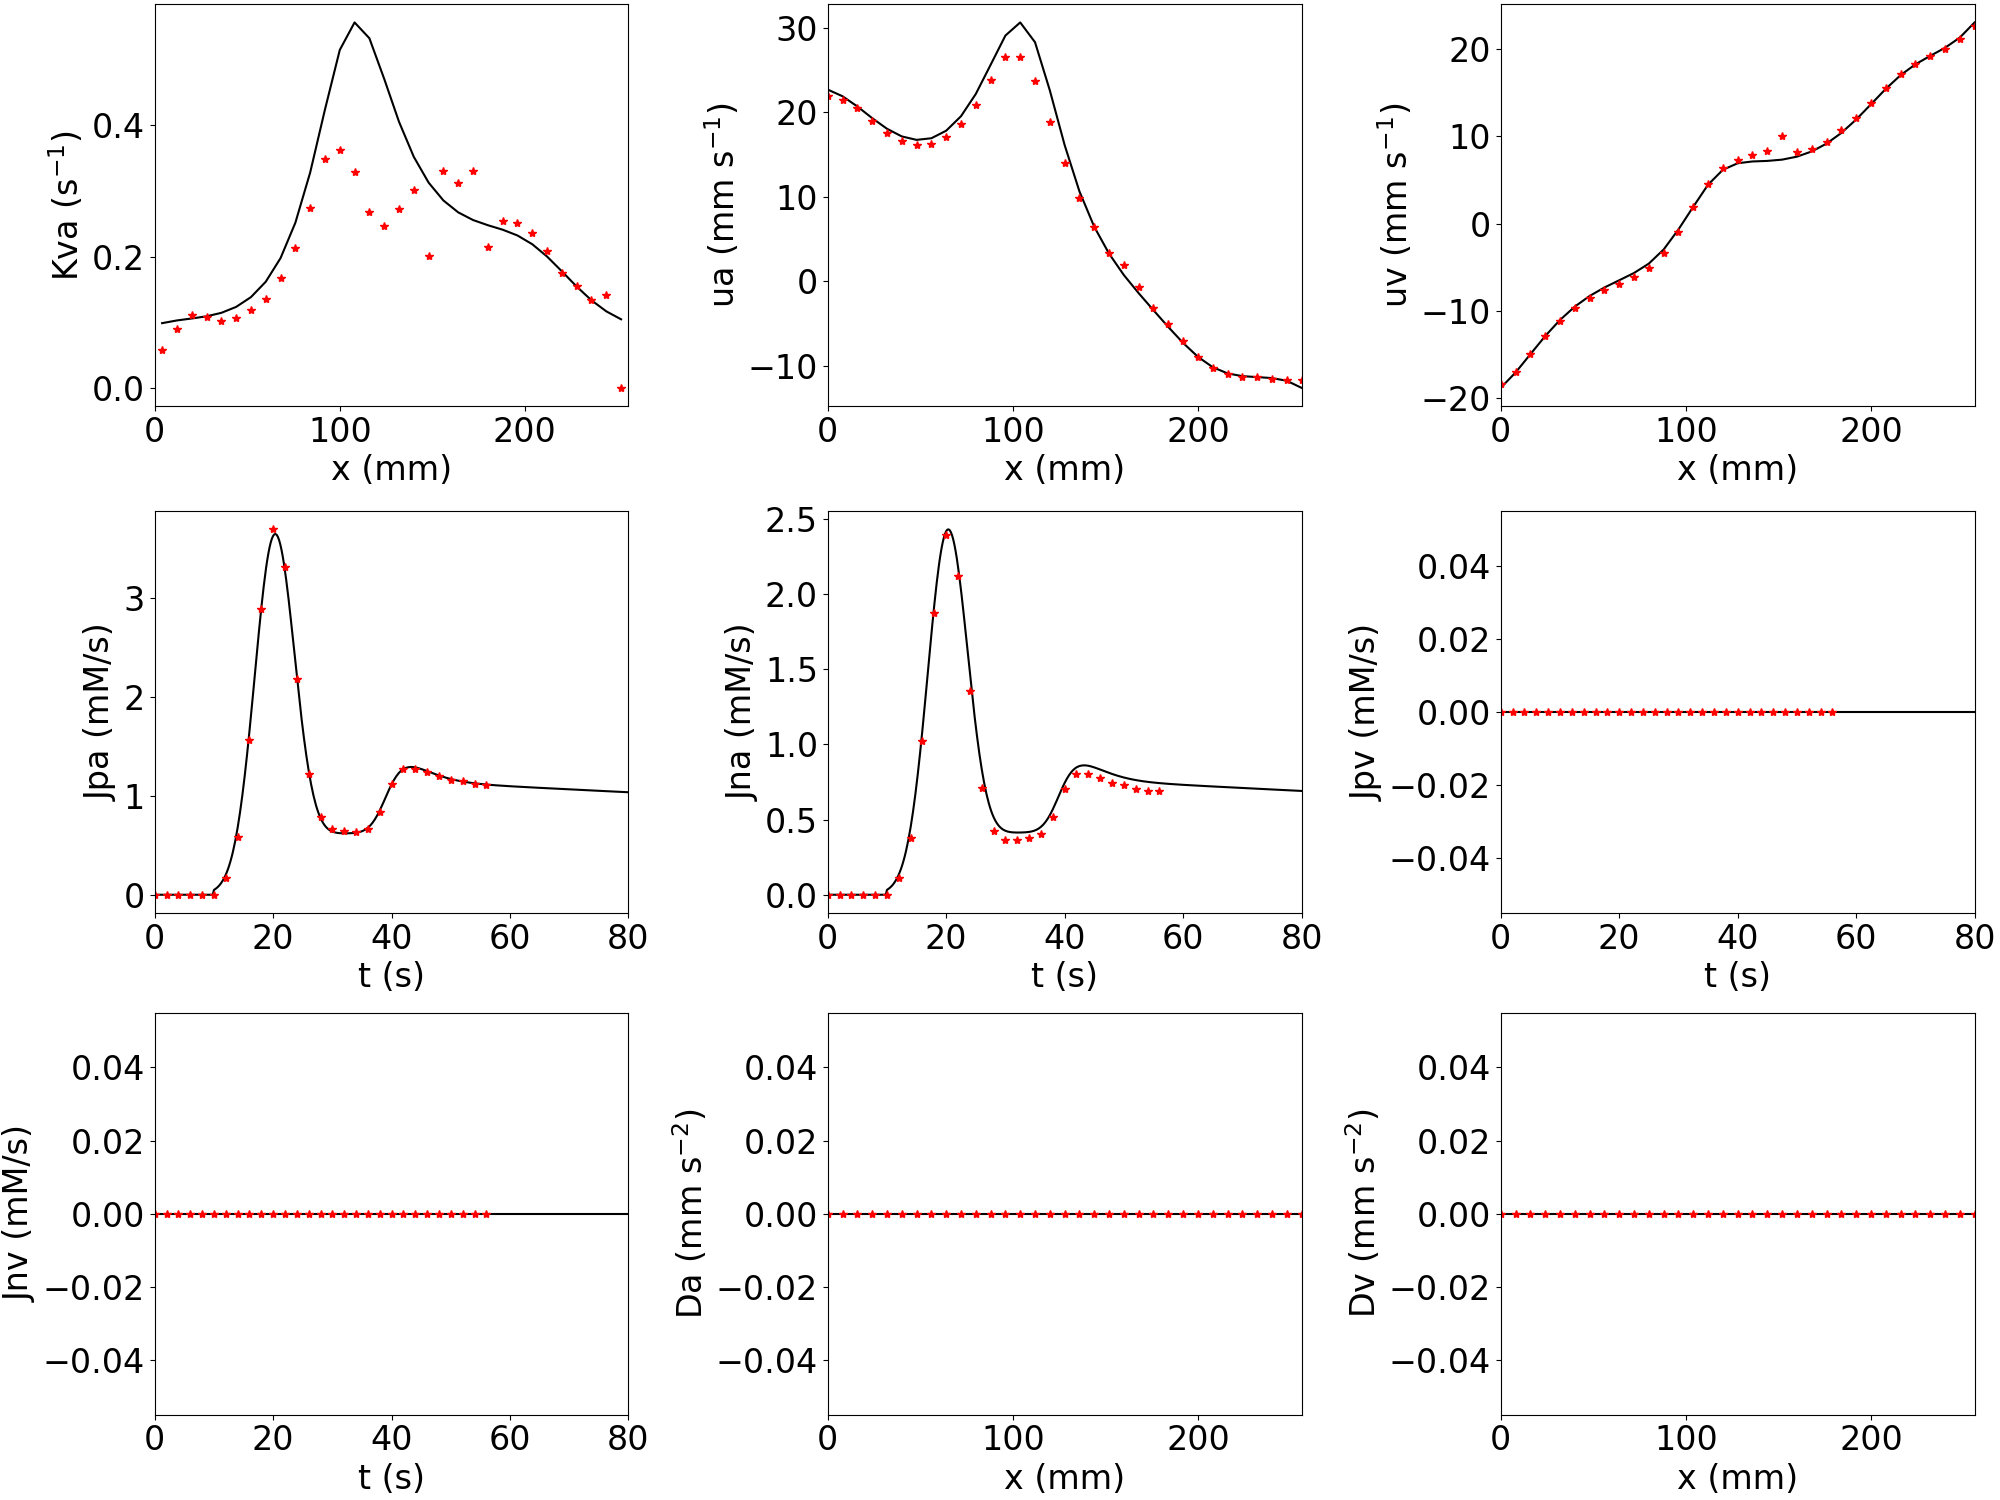 Kva (s⁻¹)
0.4
0.2
0.0
0 100 200
x (mm)
ua (mm s⁻¹)
30
20
10
0
−10
0 100 200
x (mm)
uv (mm s⁻¹)
20
10
0
−10
−20
0 100 200
x (mm)
Jpa (mM/s)
3
2
1
0
0 20 40 60 80
t (s)
Jna (mM/s)
2.5
2.0
1.5
1.0
0.5
0.0
0 20 40 60 80
t (s)
Jpv (mM/s)
0.04
0.02
0.00
−0.02
−0.04
0 20 40 60 80
t (s)
Jnv (mM/s)
0.04
0.02
0.00
−0.02
−0.04
0 20 40 60 80
t (s)
Da (mm s⁻²)
0.04
0.02
0.00
−0.02
−0.04
0 100 200
x (mm)
Dv (mm s⁻²)
0.04
0.02
0.00
−0.02
−0.04
0 100 200
x (mm)